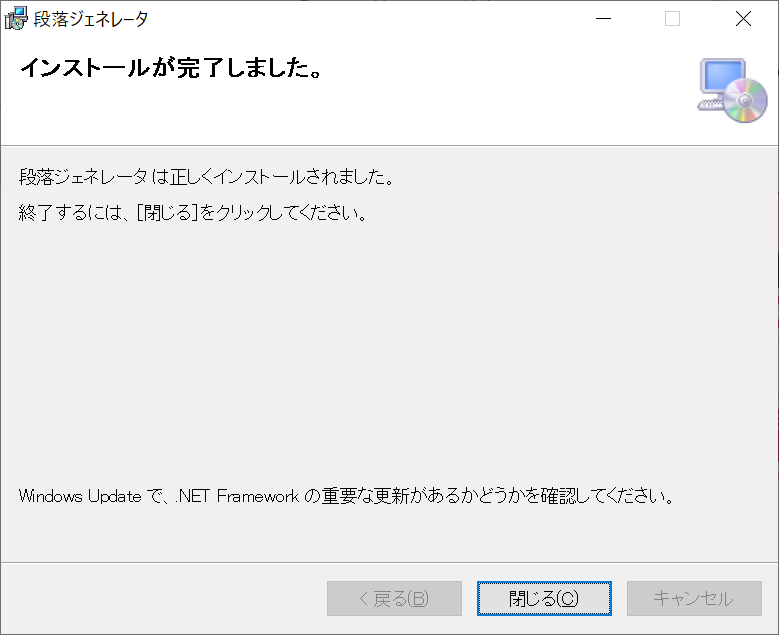 段落ジェネレータ
インストールが完了しました。
段落ジェネレータ は正しくインストールされました。
終了するには、[閉じる]をクリックしてください。
Windows Update で、.NET Framework の重要な更新があるかどうかを確認してください。
< 戻る(B) 閉じる(C) キャンセル